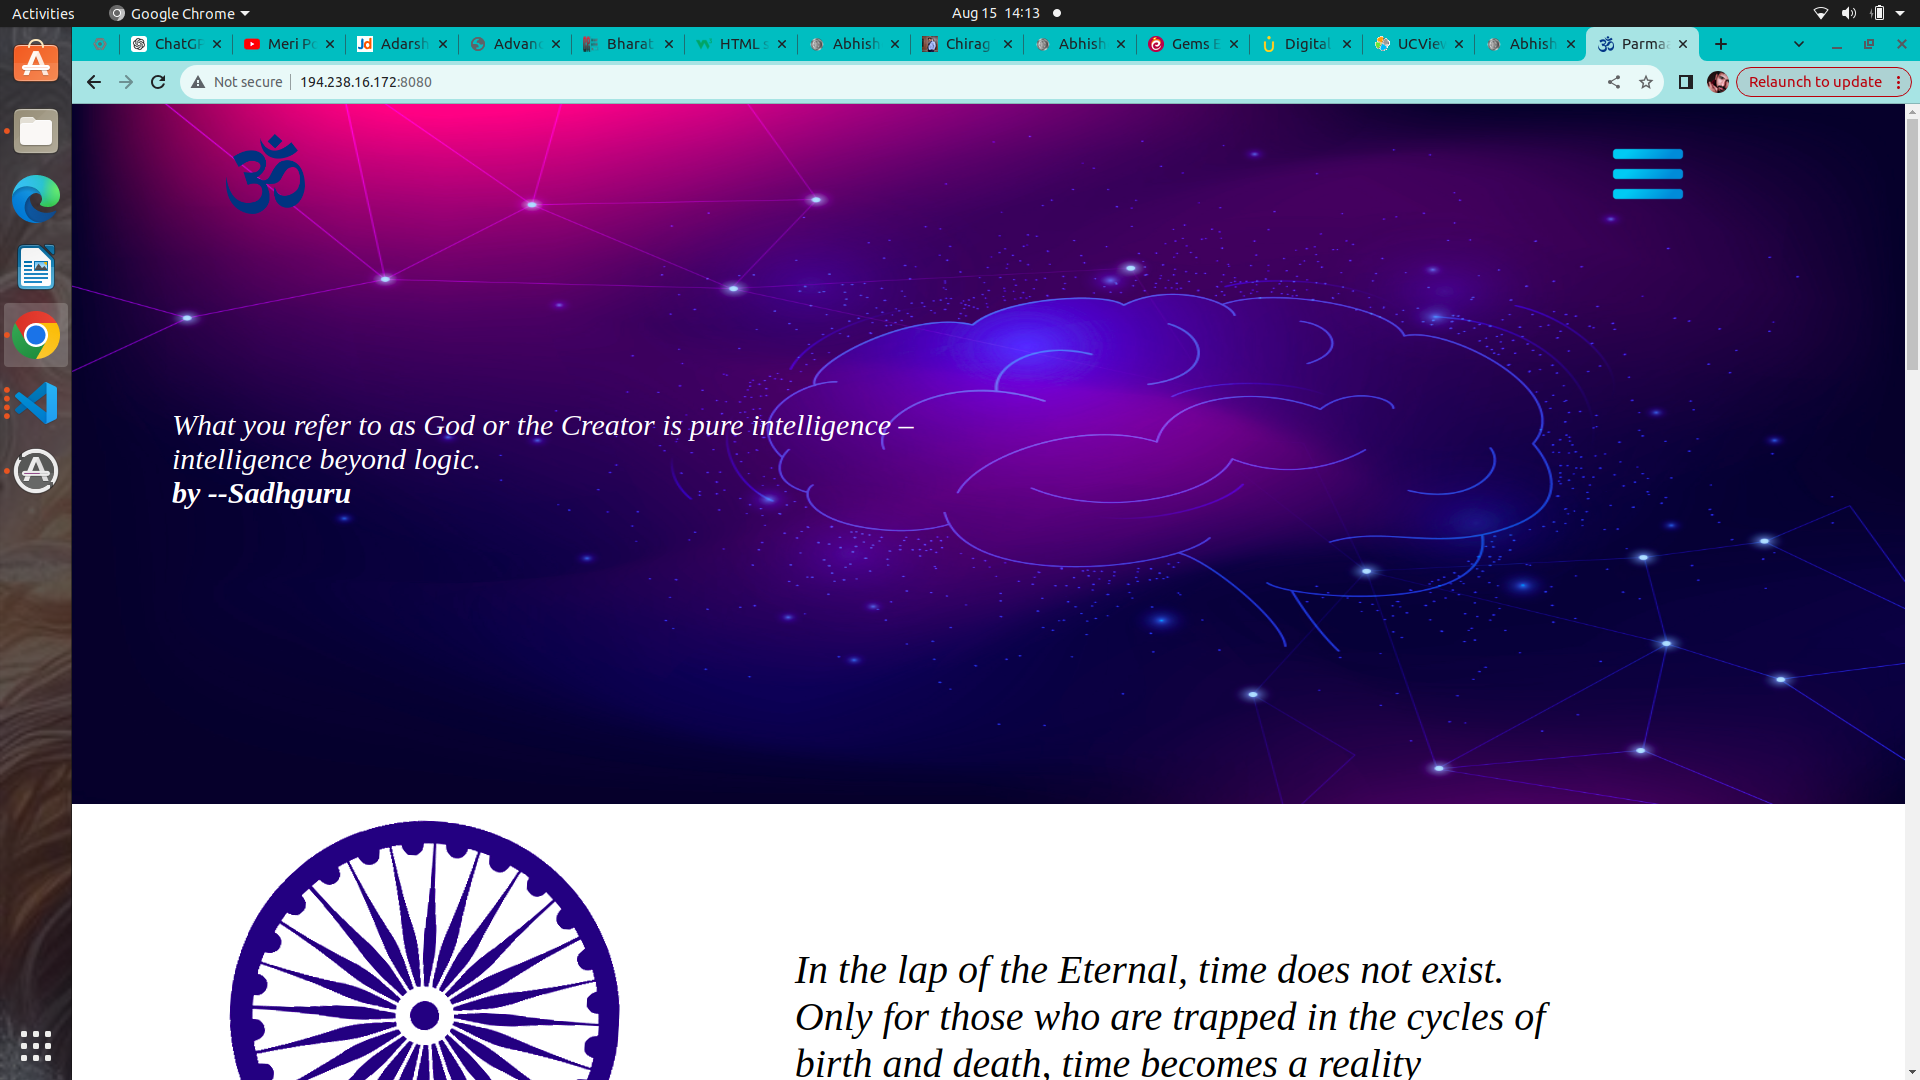 Activities
Google Chrome
Aug 15 14:13
ChatGP
Meri Po
Jd
Adarsh
Advanc
Bharat
HTML s
Abhish
Chirag
Abhish
Gems E
Digital
UCView
Abhish
ॐ
Parma
Not secure
194.238.16.172:8080
Relaunch to update
ॐ
What you refer to as God or the Creator is pure intelligence –
intelligence beyond logic.
by --Sadhguru
In the lap of the Eternal, time does not exist.
Only for those who are trapped in the cycles of
birth and death, time becomes a reality